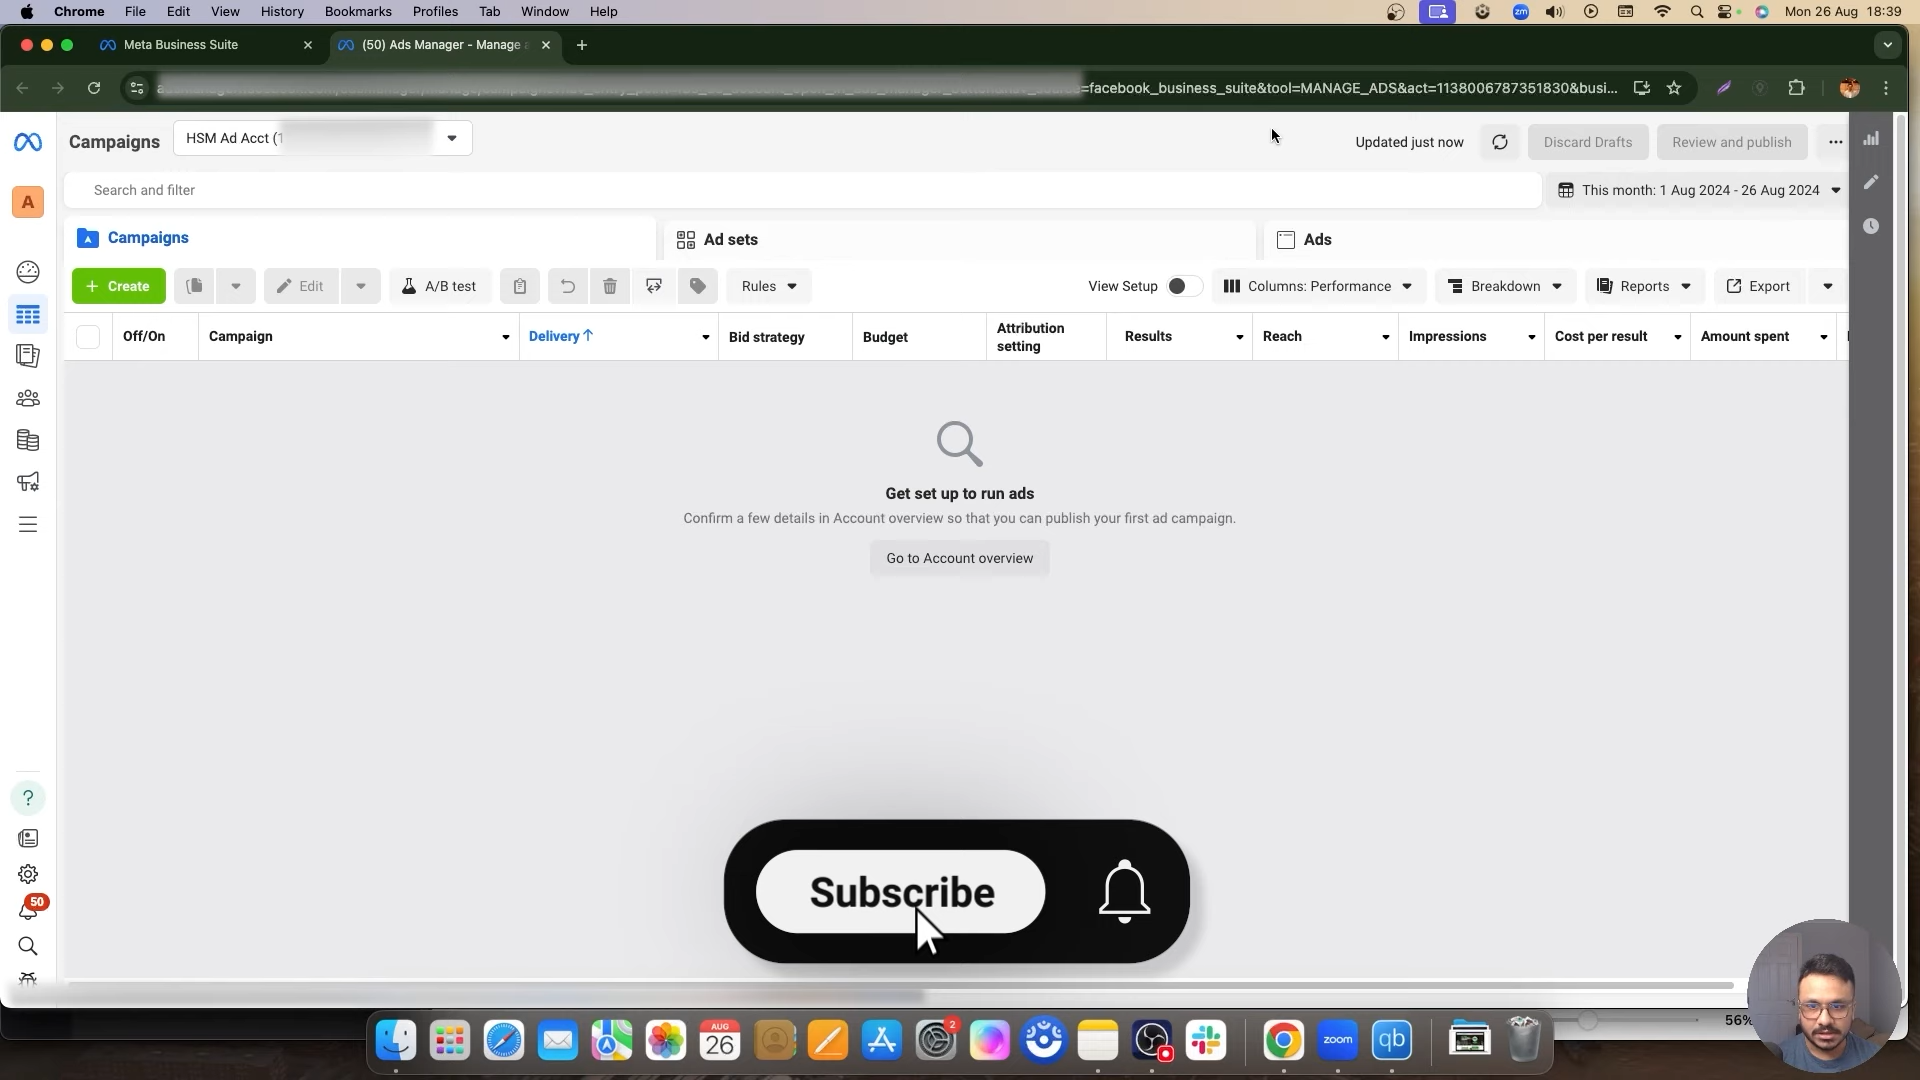 Chrome File Edit View History Bookmarks Profiles Tab Window Help
zm
Mon 26 Aug 18:39
Meta Business Suite
(50) Ads Manager - Manage
=facebook_business_suite&tool=MANAGE_ADS&act=1138006787351830&busi...
Campaigns
HSM Ad Acct (1
Updated just now
Discard Drafts
Review and publish
A
Search and filter
This month: 1 Aug 2024 - 26 Aug 2024
Campaigns
Ad sets
Ads
+ Create
Edit
A/B test
Rules
View Setup
Columns: Performance
Breakdown
Reports
Export
Off/On
Campaign
Delivery ↑
Bid strategy
Budget
Attribution setting
Results
Reach
Impressions
Cost per result
Amount spent
Get set up to run ads
Confirm a few details in Account overview so that you can publish your first ad campaign.
Go to Account overview
?
50
Subscribe
AUG
26
2
zoom
qb
56%